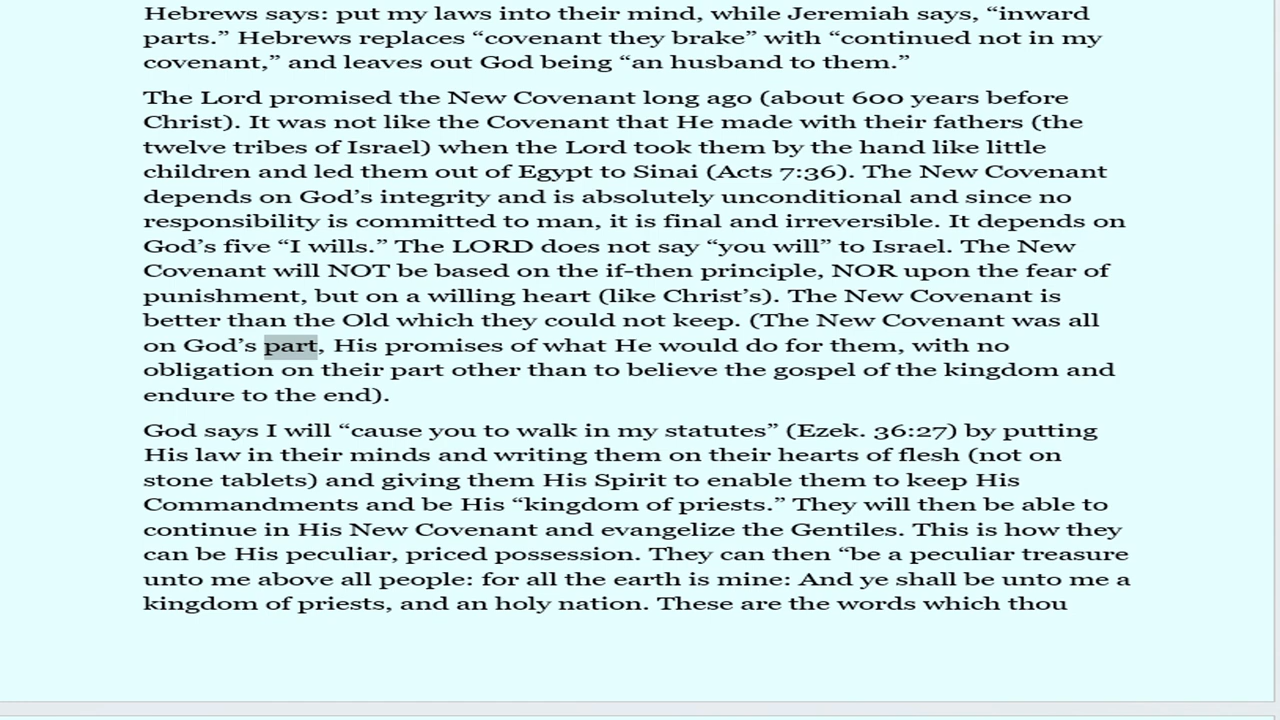 Hebrews says: put my laws into their mind, while Jeremiah says, “inward
parts.” Hebrews replaces “covenant they brake” with “continued not in my
covenant,” and leaves out God being “an husband to them.”
The Lord promised the New Covenant long ago (about 600 years before
Christ). It was not like the Covenant that He made with their fathers (the
twelve tribes of Israel) when the Lord took them by the hand like little
children and led them out of Egypt to Sinai (Acts 7:36). The New Covenant
depends on God’s integrity and is absolutely unconditional and since no
responsibility is committed to man, it is final and irreversible. It depends on
God’s five “I wills.” The LORD does not say “you will” to Israel. The New
Covenant will NOT be based on the if-then principle, NOR upon the fear of
punishment, but on a willing heart (like Christ’s). The New Covenant is
better than the Old which they could not keep. (The New Covenant was all
on God’s part, His promises of what He would do for them, with no
obligation on their part other than to believe the gospel of the kingdom and
endure to the end).
God says I will “cause you to walk in my statutes” (Ezek. 36:27) by putting
His law in their minds and writing them on their hearts of flesh (not on
stone tablets) and giving them His Spirit to enable them to keep His
Commandments and be His “kingdom of priests.” They will then be able to
continue in His New Covenant and evangelize the Gentiles. This is how they
can be His peculiar, priced possession. They can then “be a peculiar treasure
unto me above all people: for all the earth is mine: And ye shall be unto me a
kingdom of priests, and an holy nation. These are the words which thou